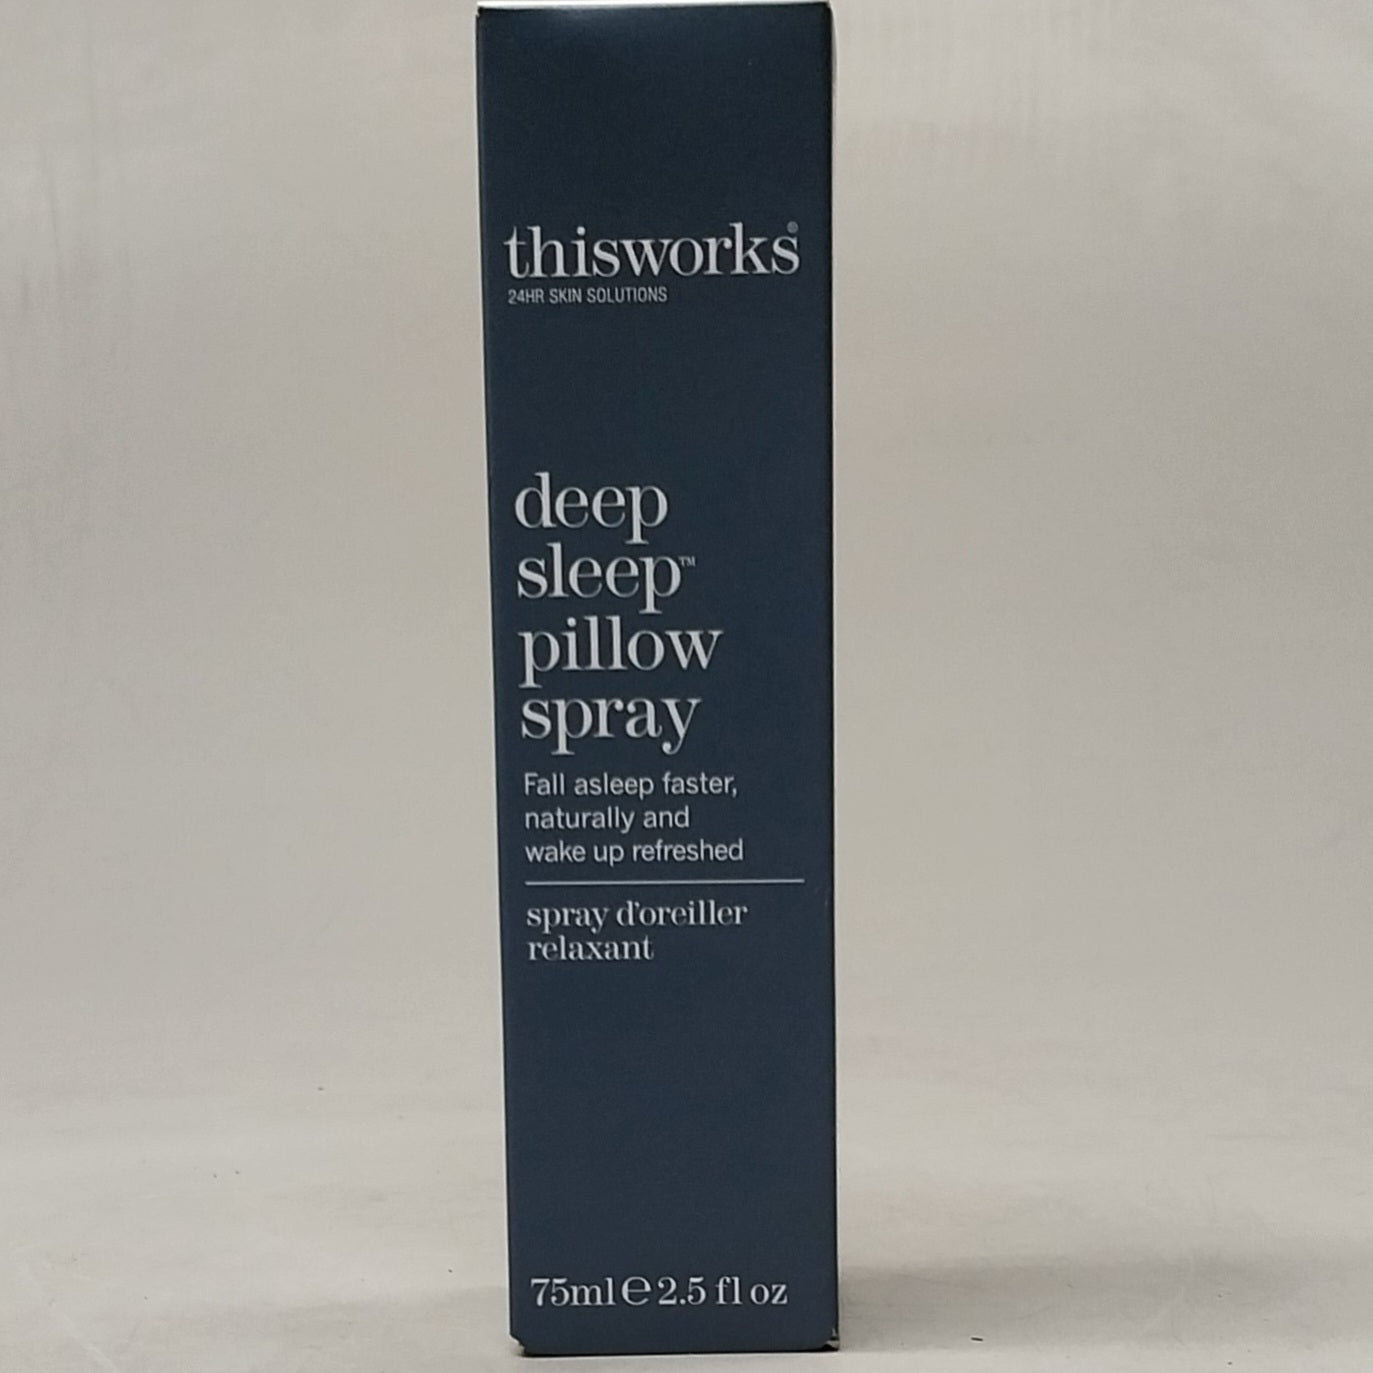 thisworks®
24HR SKIN SOLUTIONS
deep
sleep™
pillow
spray
Fall asleep faster,
naturally and
wake up refreshed
spray d'oreiller
relaxant
75ml ℮ 2.5 fl oz